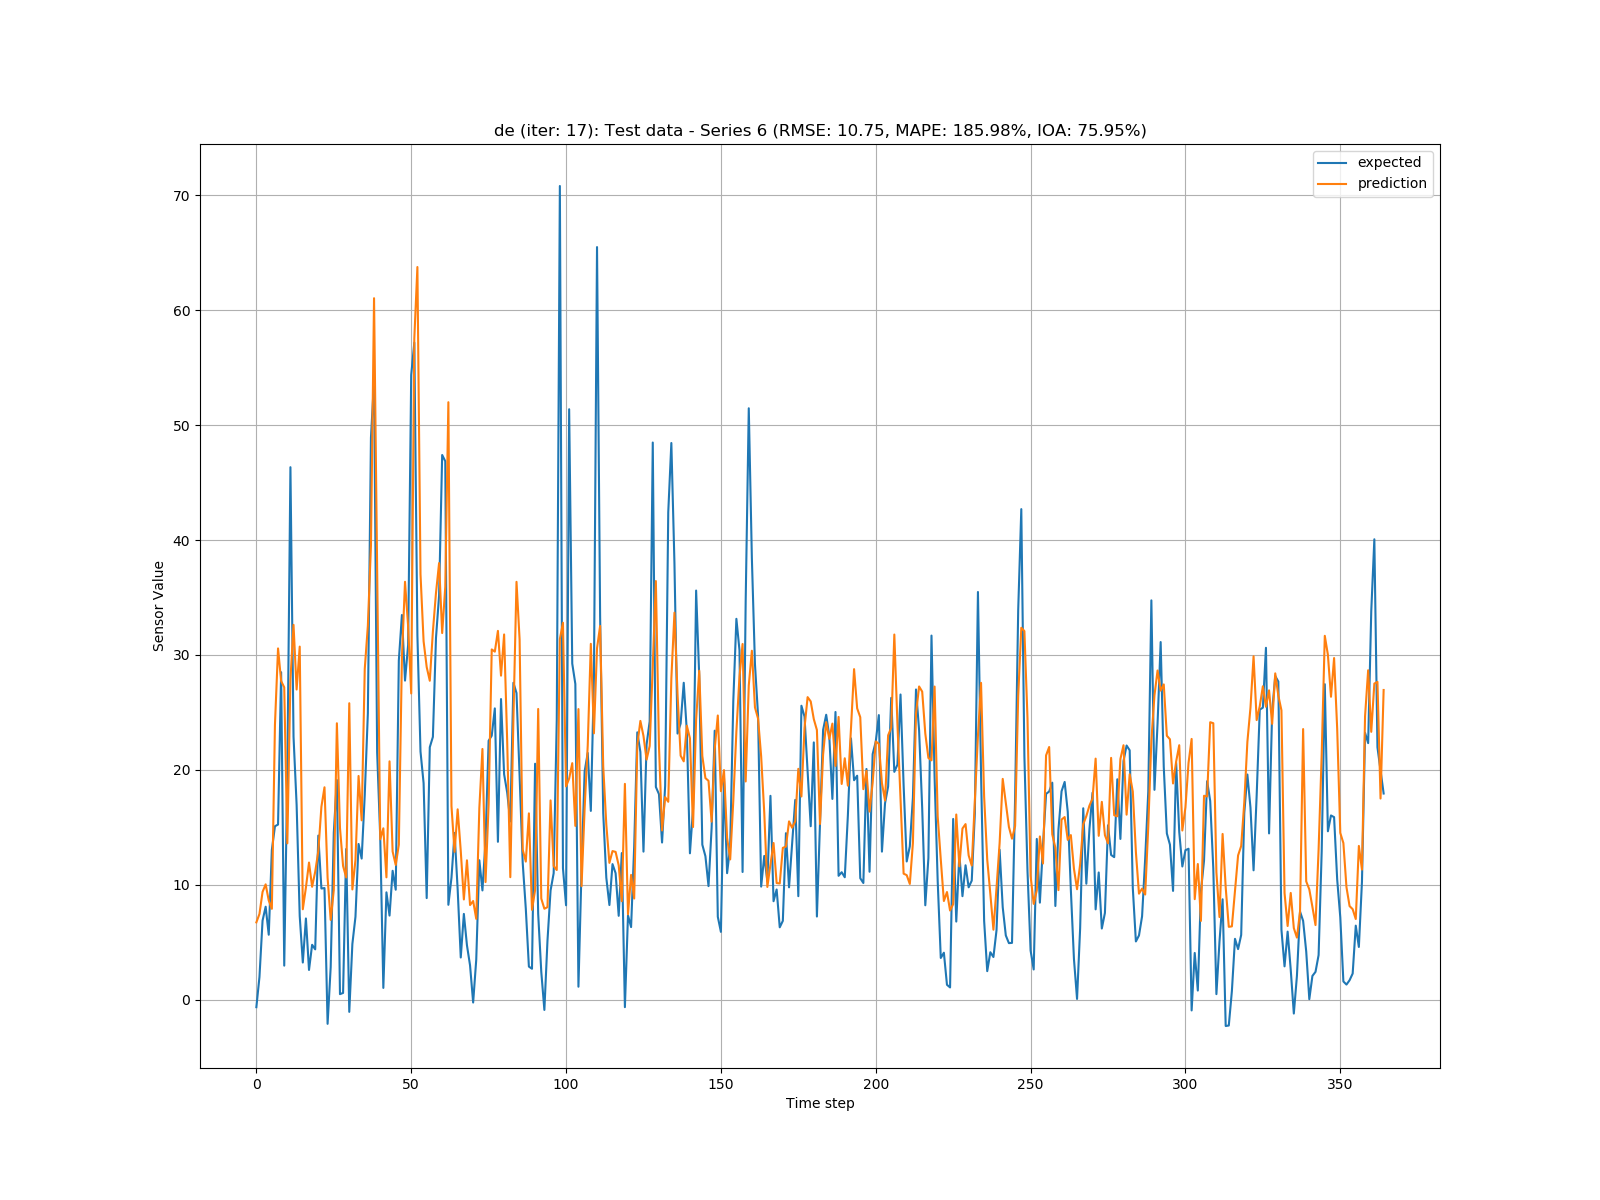 de (iter: 17): Test data - Series 6 (RMSE: 10.75, MAPE: 185.98%, IOA: 75.95%)
expected
prediction
70
60
50
40
30
20
10
0
Sensor Value
0 50 100 150 200 250 300 350
Time step